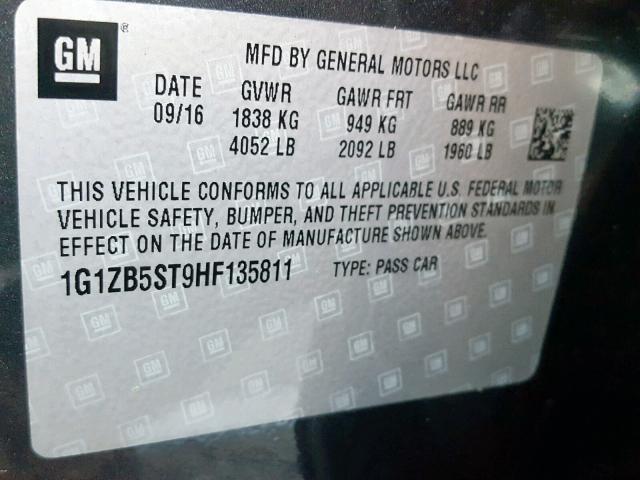 GM ®
MFD BY GENERAL MOTORS LLC
DATE GVWR GAWR FRT GAWR RR
09/16 1838 KG 949 KG 889 KG
4052 LB 2092 LB 1960 LB
THIS VEHICLE CONFORMS TO ALL APPLICABLE U.S. FEDERAL MOTOR
VEHICLE SAFETY, BUMPER, AND THEFT PREVENTION STANDARDS IN
EFFECT ON THE DATE OF MANUFACTURE SHOWN ABOVE.
1G1ZB5ST9HF135811 TYPE: PASS CAR